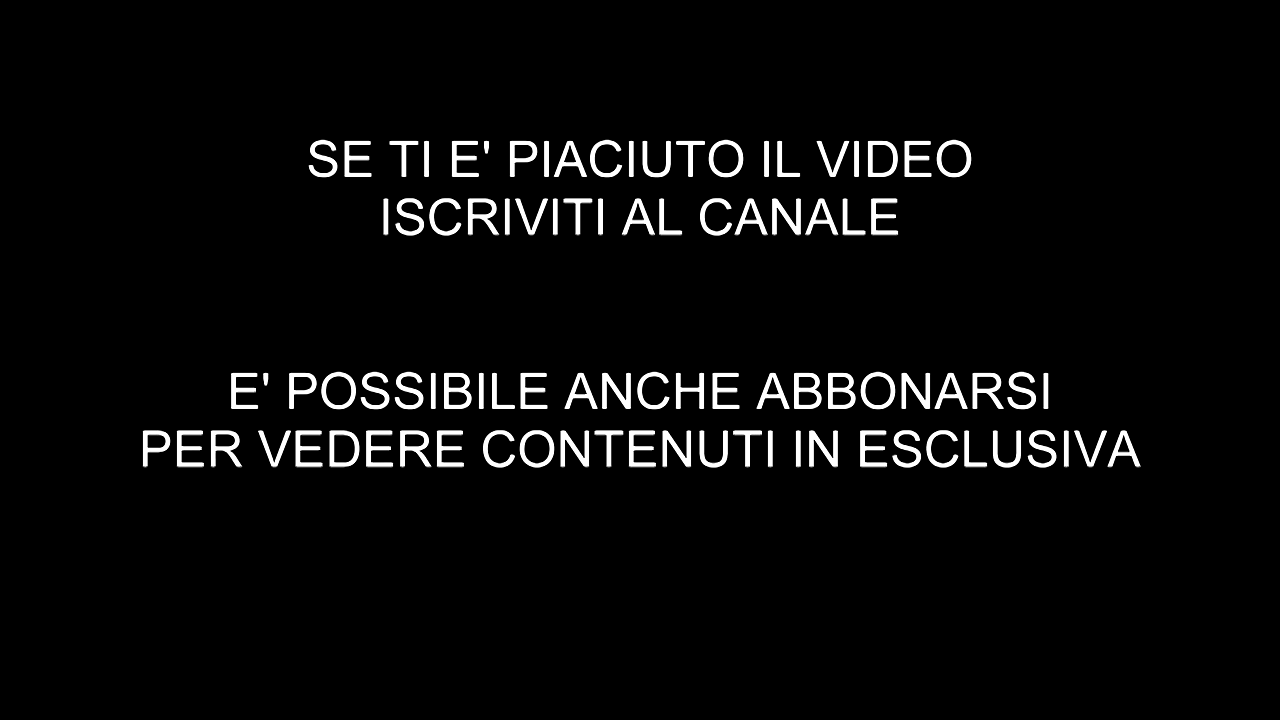 SE TI E' PIACIUTO IL VIDEO
ISCRIVITI AL CANALE
E' POSSIBILE ANCHE ABBONARSI
PER VEDERE CONTENUTI IN ESCLUSIVA